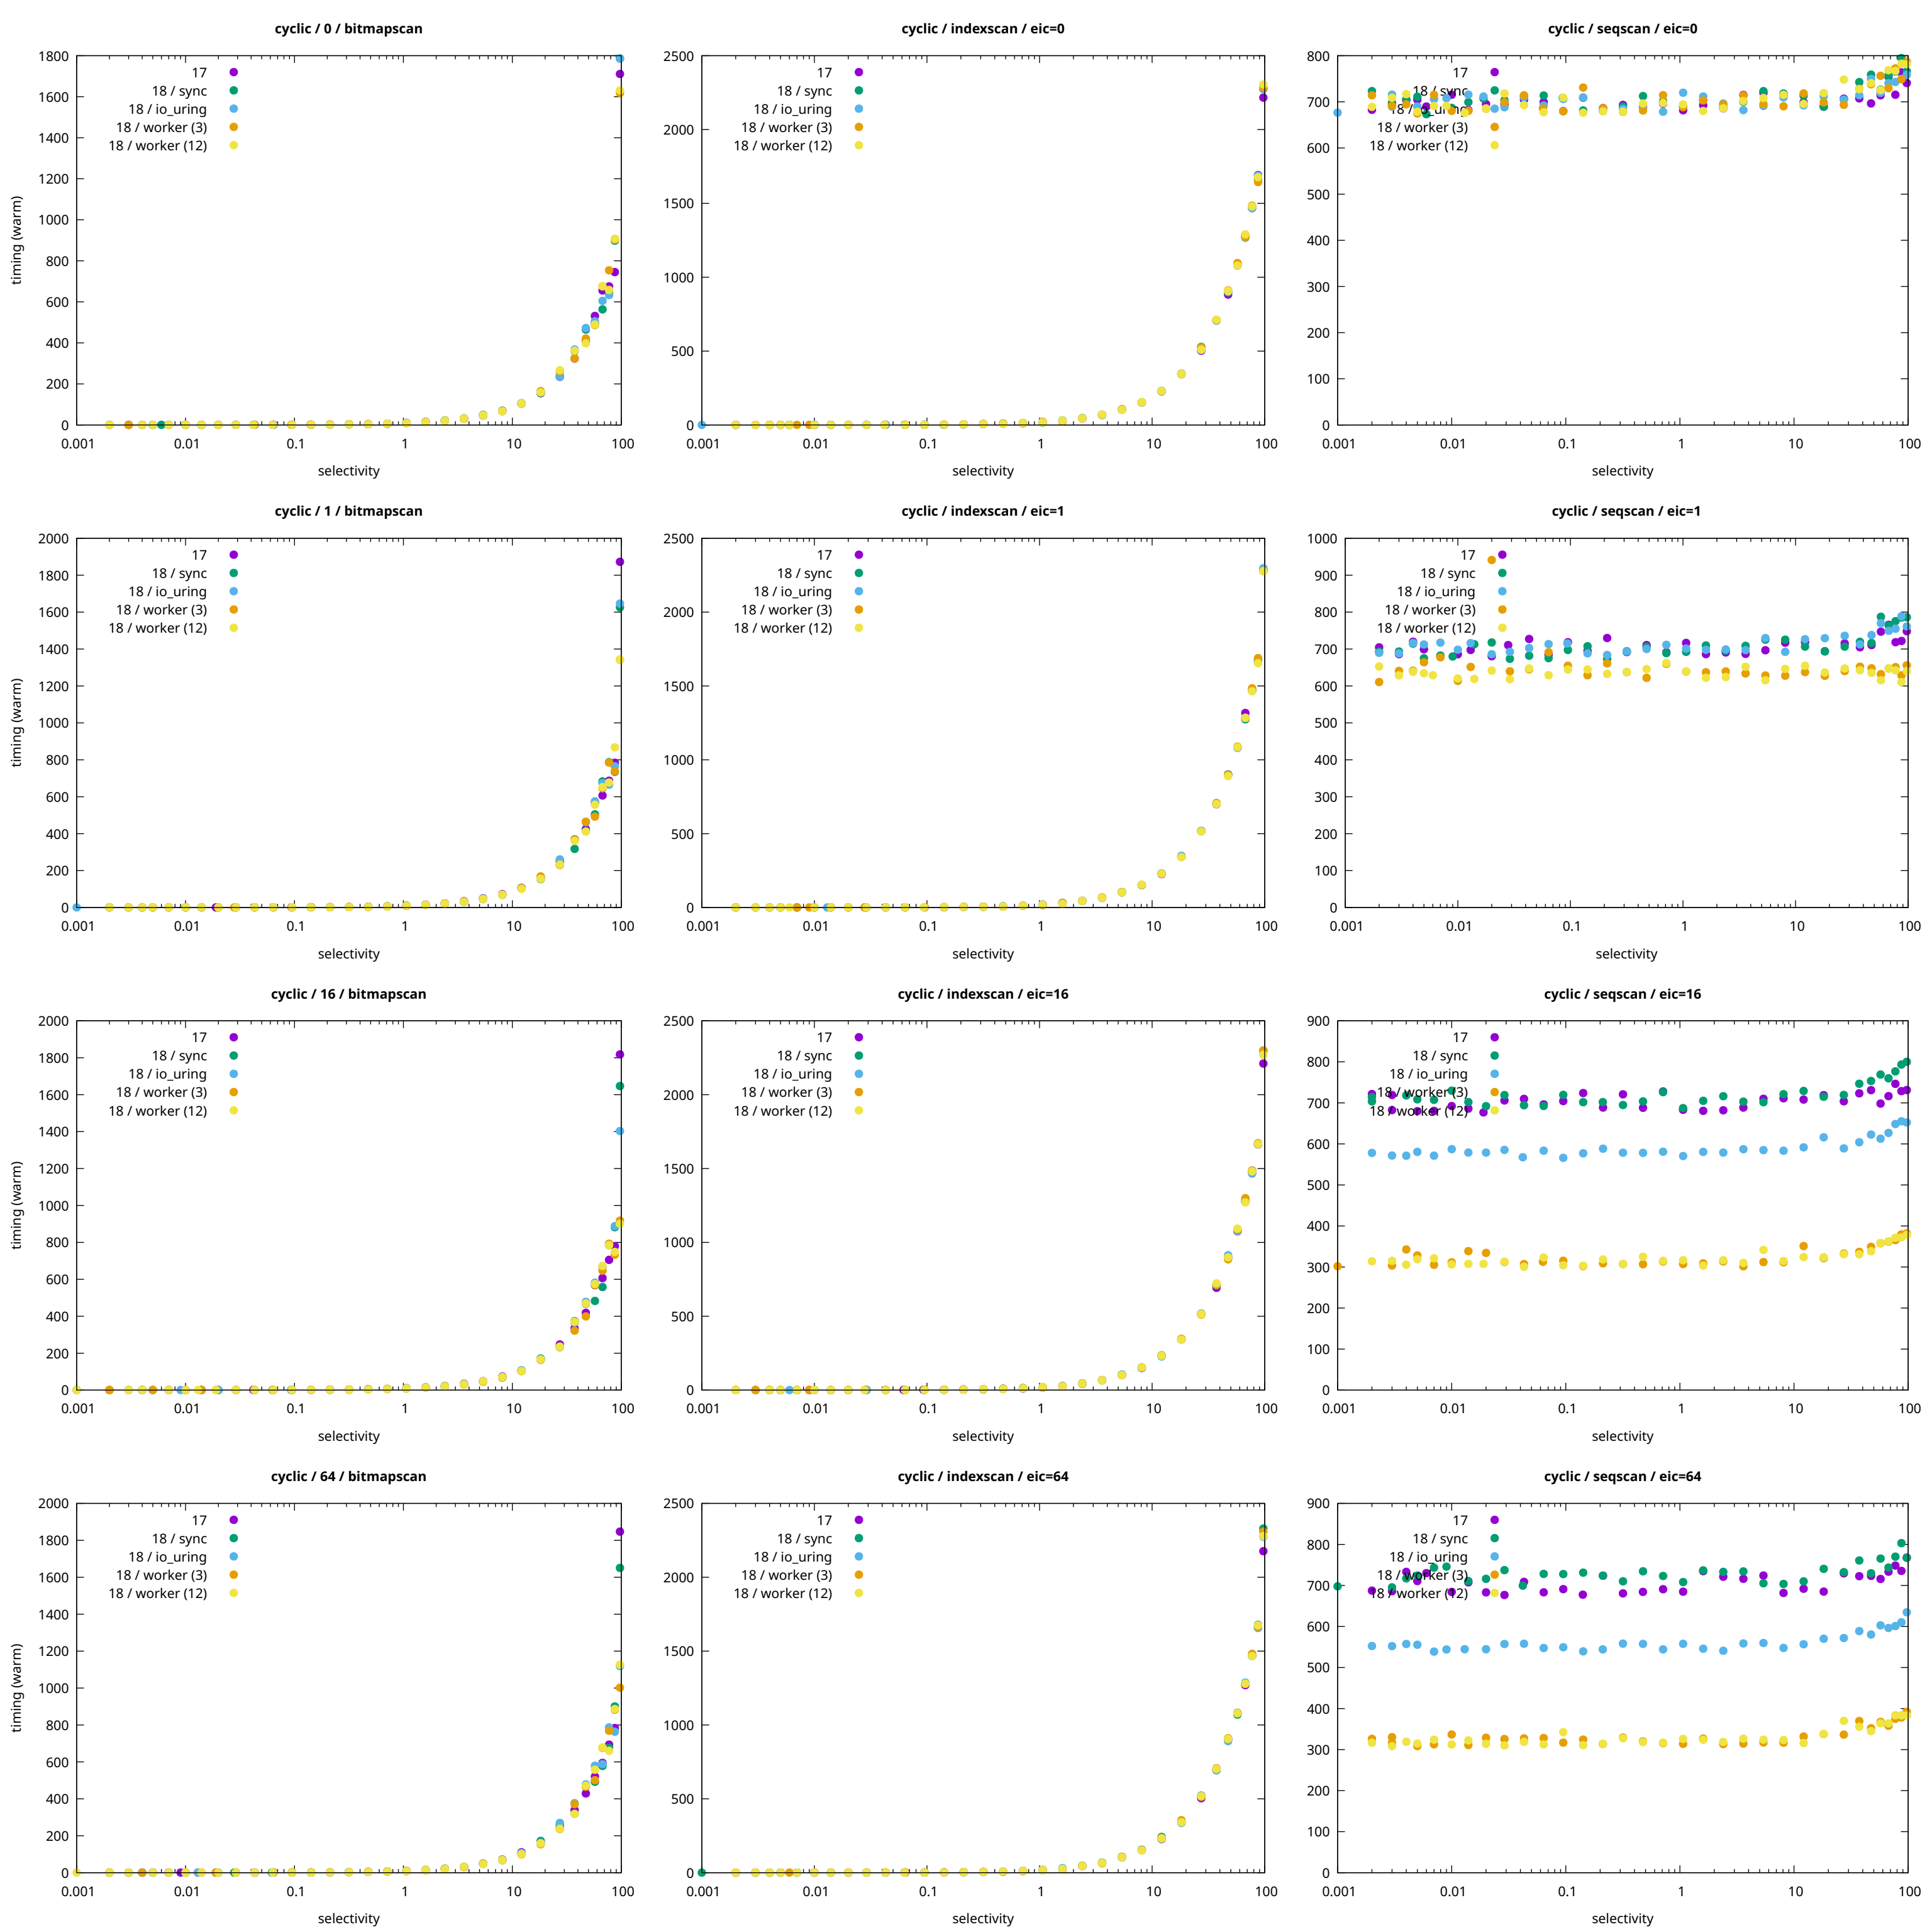 cyclic / 0 / bitmapscan
timing (warm)
1800
1600
1400
1200
1000
800
600
400
200
0
17
18 / sync
18 / io_uring
18 / worker (3)
18 / worker (12)
0.001 0.01 0.1 1 10 100
selectivity
cyclic / indexscan / eic=0
2500
2000
1500
1000
500
0
17
18 / sync
18 / io_uring
18 / worker (3)
18 / worker (12)
0.001 0.01 0.1 1 10 100
selectivity
cyclic / seqscan / eic=0
800
700
600
500
400
300
200
100
0
17
18 / sync
18 / io_uring
18 / worker (3)
18 / worker (12)
0.001 0.01 0.1 1 10 100
selectivity
cyclic / 1 / bitmapscan
timing (warm)
2000
1800
1600
1400
1200
1000
800
600
400
200
0
17
18 / sync
18 / io_uring
18 / worker (3)
18 / worker (12)
0.001 0.01 0.1 1 10 100
selectivity
cyclic / indexscan / eic=1
2500
2000
1500
1000
500
0
17
18 / sync
18 / io_uring
18 / worker (3)
18 / worker (12)
0.001 0.01 0.1 1 10 100
selectivity
cyclic / seqscan / eic=1
1000
900
800
700
600
500
400
300
200
100
0
17
18 / sync
18 / io_uring
18 / worker (3)
18 / worker (12)
0.001 0.01 0.1 1 10 100
selectivity
cyclic / 16 / bitmapscan
timing (warm)
2000
1800
1600
1400
1200
1000
800
600
400
200
0
17
18 / sync
18 / io_uring
18 / worker (3)
18 / worker (12)
0.001 0.01 0.1 1 10 100
selectivity
cyclic / indexscan / eic=16
2500
2000
1500
1000
500
0
17
18 / sync
18 / io_uring
18 / worker (3)
18 / worker (12)
0.001 0.01 0.1 1 10 100
selectivity
cyclic / seqscan / eic=16
900
800
700
600
500
400
300
200
100
0
17
18 / sync
18 / io_uring
18 / worker (3)
18 / worker (12)
0.001 0.01 0.1 1 10 100
selectivity
cyclic / 64 / bitmapscan
timing (warm)
2000
1800
1600
1400
1200
1000
800
600
400
200
0
17
18 / sync
18 / io_uring
18 / worker (3)
18 / worker (12)
0.001 0.01 0.1 1 10 100
selectivity
cyclic / indexscan / eic=64
2500
2000
1500
1000
500
0
17
18 / sync
18 / io_uring
18 / worker (3)
18 / worker (12)
0.001 0.01 0.1 1 10 100
selectivity
cyclic / seqscan / eic=64
900
800
700
600
500
400
300
200
100
0
17
18 / sync
18 / io_uring
18 / worker (3)
18 / worker (12)
0.001 0.01 0.1 1 10 100
selectivity